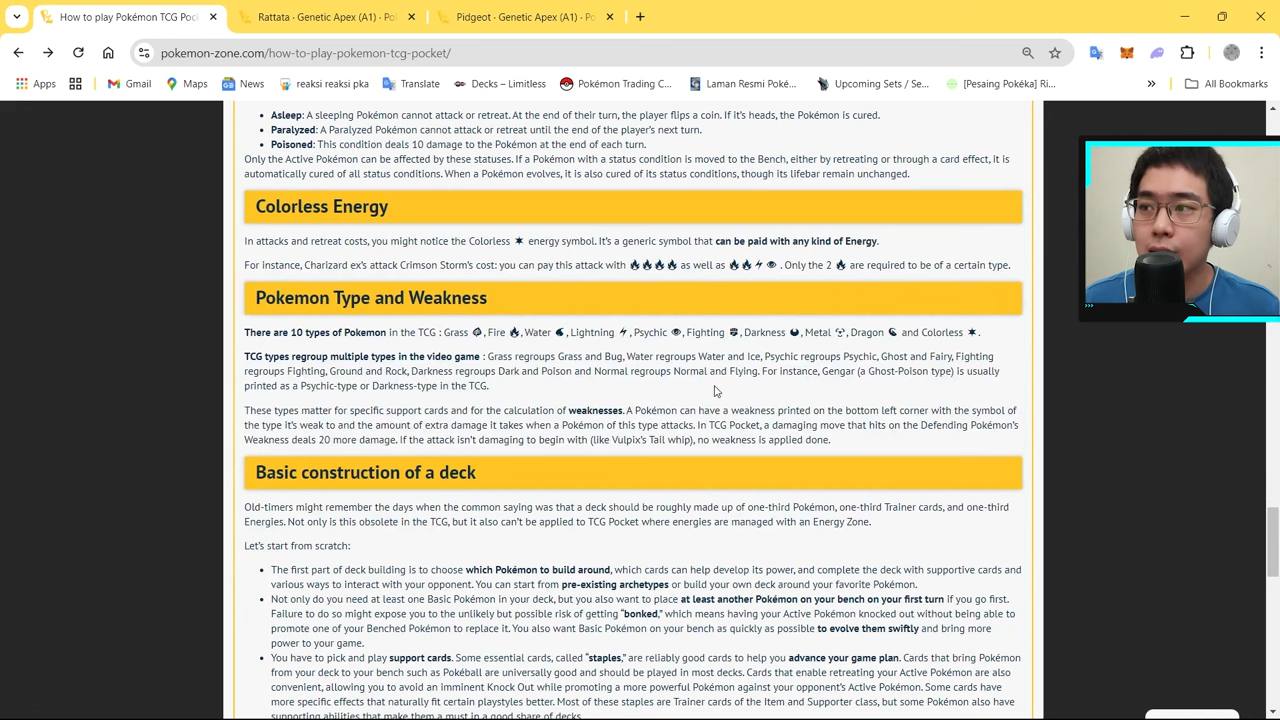 How to play Pokémon TCG Poc
Rattata · Genetic Apex (A1) · Po
Pidgeot · Genetic Apex (A1) · Po
pokemon-zone.com/how-to-play-pokemon-tcg-pocket/
Apps
Gmail
Maps
News
reaksi reaksi pka
Translate
Decks – Limitless
Pokémon Trading C...
Laman Resmi Poké...
Upcoming Sets / Se...
[Pesaing Pokéka] Ri...
All Bookmarks
• Asleep: A sleeping Pokémon cannot attack or retreat. At the end of their turn, the player flips a coin. If it's heads, the Pokémon is cured.
• Paralyzed: A Paralyzed Pokémon cannot attack or retreat until the end of the player's next turn.
• Poisoned: This condition deals 10 damage to the Pokémon at the end of each turn.
Only the Active Pokémon can be affected by these statuses. If a Pokémon with a status condition is moved to the Bench, either by retreating or through a card effect, it is
automatically cured of all status conditions. When a Pokémon evolves, it is also cured of its status conditions, though its lifebar remain unchanged.
Colorless Energy
In attacks and retreat costs, you might notice the Colorless energy symbol. It's a generic symbol that can be paid with any kind of Energy.
For instance, Charizard ex's attack Crimson Storm's cost: you can pay this attack with as well as . Only the 2 are required to be of a certain type.
Pokemon Type and Weakness
There are 10 types of Pokemon in the TCG : Grass , Fire , Water , Lightning , Psychic , Fighting , Darkness , Metal , Dragon and Colorless .
TCG types regroup multiple types in the video game : Grass regroups Grass and Bug, Water regroups Water and Ice, Psychic regroups Psychic, Ghost and Fairy, Fighting
regroups Fighting, Ground and Rock, Darkness regroups Dark and Poison and Normal regroups Normal and Flying. For instance, Gengar (a Ghost-Poison type) is usually
printed as a Psychic-type or Darkness-type in the TCG.
These types matter for specific support cards and for the calculation of weaknesses. A Pokémon can have a weakness printed on the bottom left corner with the symbol of
the type it's weak to and the amount of extra damage it takes when a Pokémon of this type attacks. In TCG Pocket, a damaging move that hits on the Defending Pokémon's
Weakness deals 20 more damage. If the attack isn't damaging to begin with (like Vulpix's Tail whip), no weakness is applied done.
Basic construction of a deck
Old-timers might remember the days when the common saying was that a deck should be roughly made up of one-third Pokémon, one-third Trainer cards, and one-third
Energies. Not only is this obsolete in the TCG, but it also can't be applied to TCG Pocket where energies are managed with an Energy Zone.
Let's start from scratch:
• The first part of deck building is to choose which Pokémon to build around, which cards can help develop its power, and complete the deck with supportive cards and
various ways to interact with your opponent. You can start from pre-existing archetypes or build your own deck around your favorite Pokémon.
• Not only do you need at least one Basic Pokémon in your deck, but you also want to place at least another Pokémon on your bench on your first turn if you go first.
Failure to do so might expose you to the unlikely but possible risk of getting "bonked," which means having your Active Pokémon knocked out without being able to
promote one of your Benched Pokémon to replace it. You also want Basic Pokémon on your bench as quickly as possible to evolve them swiftly and bring more
power to your game.
• You have to pick and play support cards. Some essential cards, called "staples," are reliably good cards to help you advance your game plan. Cards that bring Pokémon
from your deck to your bench such as Pokéball are universally good and should be played in most decks. Cards that enable retreating your Active Pokémon are also
convenient, allowing you to avoid an imminent Knock Out while promoting a more powerful Pokémon against your opponent's Active Pokémon. Some cards have
more specific effects that naturally fit certain playstyles better. Most of these staples are Trainer cards of the Item and Supporter class, but some Pokémon also have
supporting abilities that make them a must in a good share of decks.